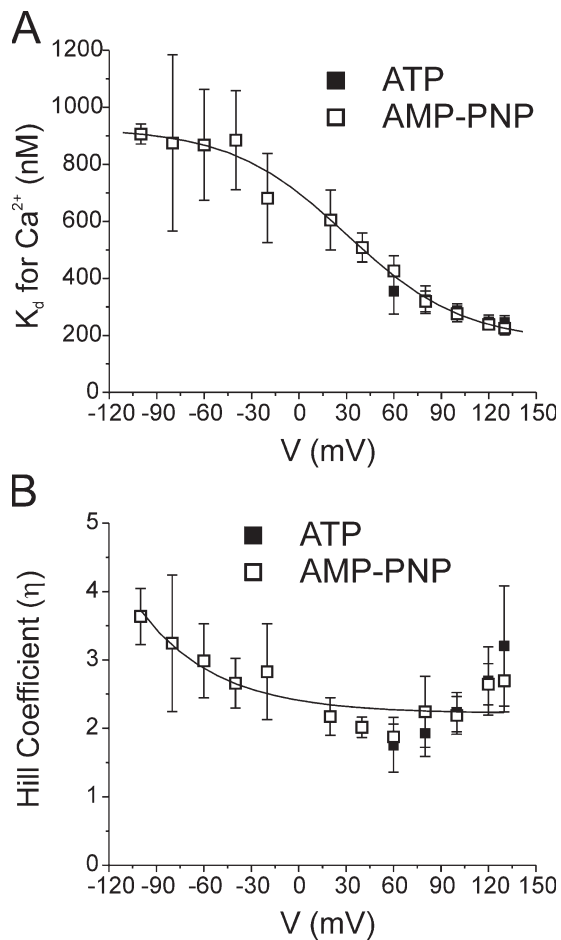 A
1200
1000
800
600
400
200
0
K_d for Ca²⁺ (nM)
ATP
AMP-PNP
-120 -90 -60 -30 0 30 60 90 120 150
V (mV)
B
5
4
3
2
1
0
Hill Coefficient (η)
ATP
AMP-PNP
-120 -90 -60 -30 0 30 60 90 120 150
V (mV)